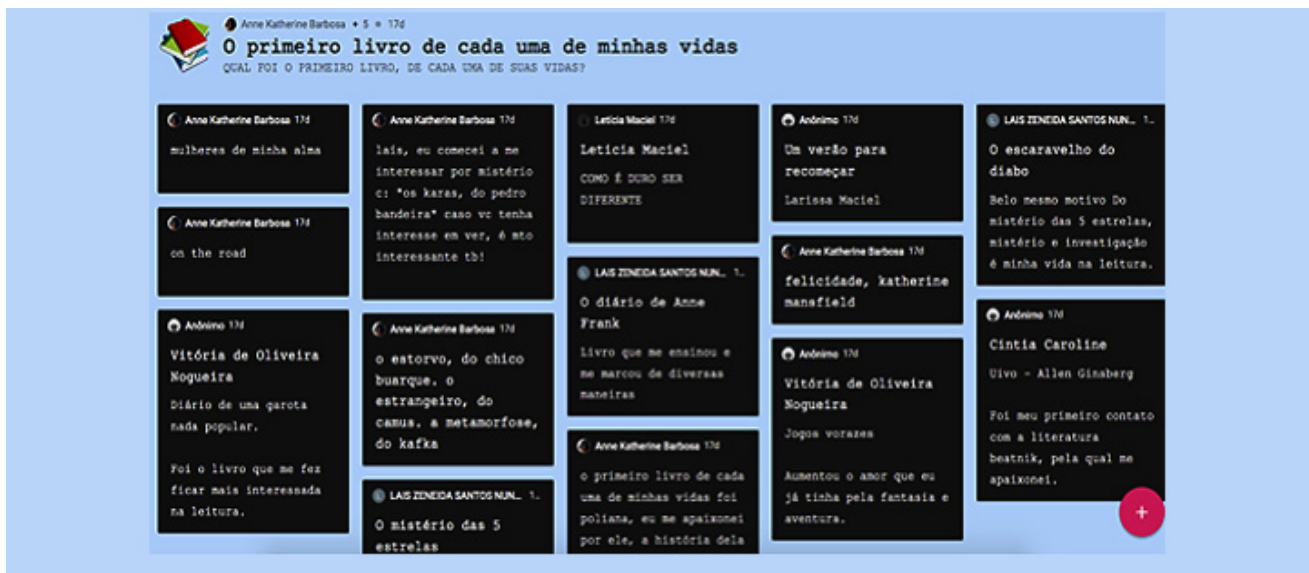 Anne Katherine Barbosa + 5 • 17d
O primeiro livro de cada uma de minhas vidas
QUAL FOI O PRIMEIRO LIVRO, DE CADA UMA DE SUAS VIDAS?
Anne Katherine Barbosa 17d
mulheres de minha alma
Anne Katherine Barbosa 17d
on the road
Anônimo 17d
Vitória de Oliveira
Nogueira
Diário de uma garota
nada popular.
Foi o livro que me fez
ficar mais interessada
na leitura.
Anne Katherine Barbosa 17d
laís, eu comecei a me
interessar por mistério
c: "os karas, do pedro
bandeira" caso vc tenha
interesse em ver, é mto
interessante tb!
Anne Katherine Barbosa 17d
o estorvo, do chico
buarque. o
estrangeiro, do
camus. a metamorfose,
do kafka
LAIS ZENEIDA SANTOS NUN... 1..
O mistério das 5
estrelas
Letícia Maciel 17d
Letícia Maciel
COMO É DURO SER
DIFERENTE
LAIS ZENEIDA SANTOS NUN... 1..
O diário de Anne
Frank
Livro que me ensinou e
me marcou de diversas
maneiras
Anne Katherine Barbosa 17d
o primeiro livro de cada
uma de minhas vidas foi
poliana, eu me apaixonei
por ele, a história dela
Anônimo 17d
Um verão para
recomeçar
Larissa Maciel
Anne Katherine Barbosa 17d
felicidade, katherine
mansfield
Anônimo 17d
Vitória de Oliveira
Nogueira
Jogos vorazes
Aumentou o amor que eu
já tinha pela fantasia e
aventura.
LAIS ZENEIDA SANTOS NUN... 1..
O escaravelho do
diabo
Belo mesmo motivo Do
mistério das 5 estrelas,
mistério e investigação
é minha vida na leitura.
Anônimo 17d
Cintia Caroline
Uivo - Allen Ginsberg
Foi meu primeiro contato
com a literatura
beatnik, pela qual me
apaixonei.
+